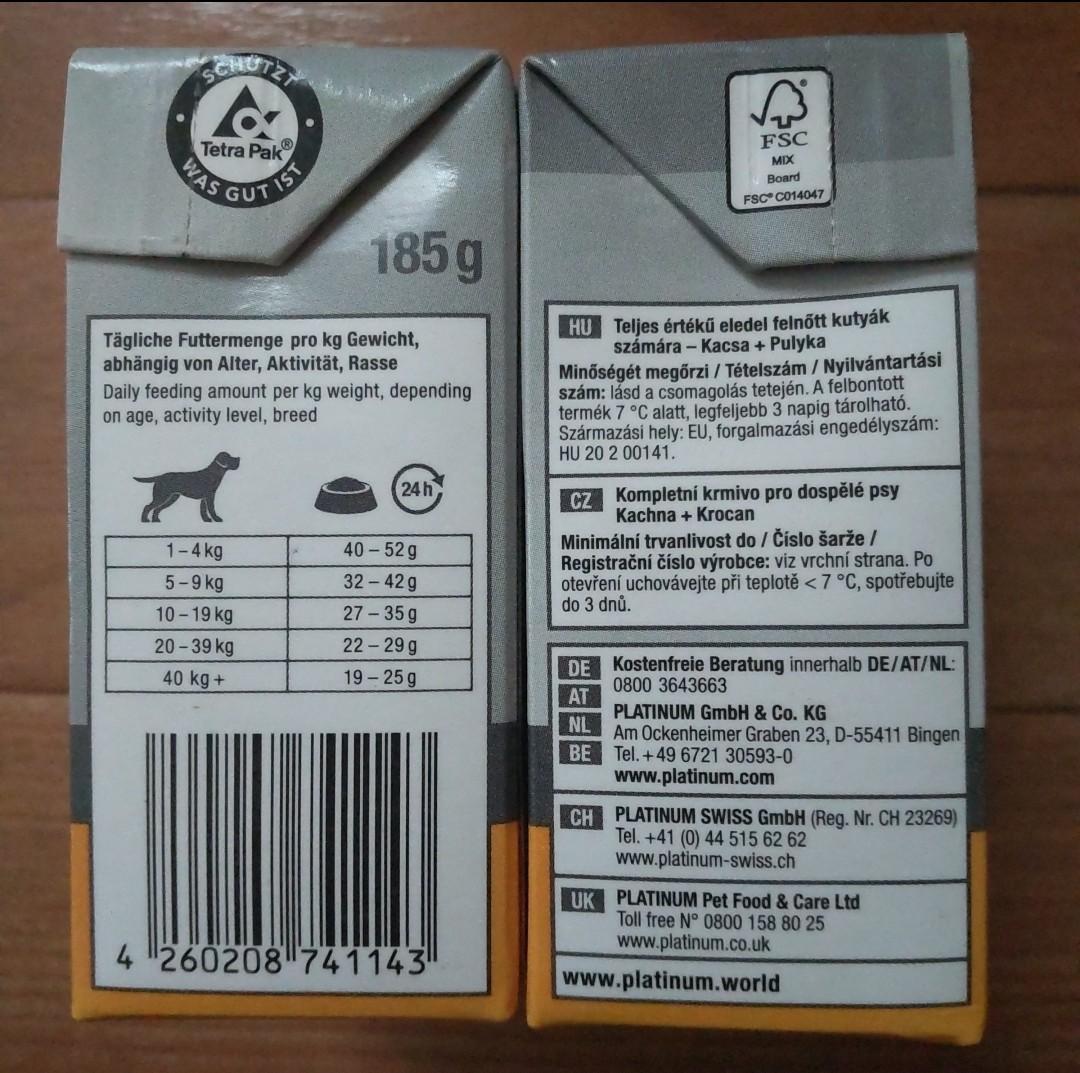 SCHÜTZT
Tetra Pak®
WAS GUT IST
185 g
Tägliche Futtermenge pro kg Gewicht,
abhängig von Alter, Aktivität, Rasse
Daily feeding amount per kg weight, depending
on age, activity level, breed
24 h
1 – 4 kg 40 – 52 g
5 – 9 kg 32 – 42 g
10 – 19 kg 27 – 35 g
20 – 39 kg 22 – 29 g
40 kg + 19 – 25 g
4 260208 741143
FSC
MIX
Board
FSC® C014047
HU Teljes értékű eledel felnőtt kutyák
számára – Kacsa + Pulyka
Minőségét megőrzi / Tételszám / Nyilvántartási
szám: lásd a csomagolás tetején. A felbontott
termék 7 °C alatt, legfeljebb 3 napig tárolható.
Származási hely: EU, forgalmazási engedélyszám:
HU 20 2 00141.
CZ Kompletní krmivo pro dospělé psy
Kachna + Krocan
Minimální trvanlivost do / Číslo šarže /
Registrační číslo výrobce: viz vrchní strana. Po
otevření uchovávejte při teplotě < 7 °C, spotřebujte
do 3 dnů.
DE Kostenfreie Beratung innerhalb DE/AT/NL:
0800 3643663
AT
PLATINUM GmbH & Co. KG
NL Am Ockenheimer Graben 23, D-55411 Bingen
BE Tel. + 49 6721 30593-0
www.platinum.com
CH PLATINUM SWISS GmbH (Reg. Nr. CH 23269)
Tel. +41 (0) 44 515 62 62
www.platinum-swiss.ch
UK PLATINUM Pet Food & Care Ltd
Toll free N° 0800 158 80 25
www.platinum.co.uk
www.platinum.world